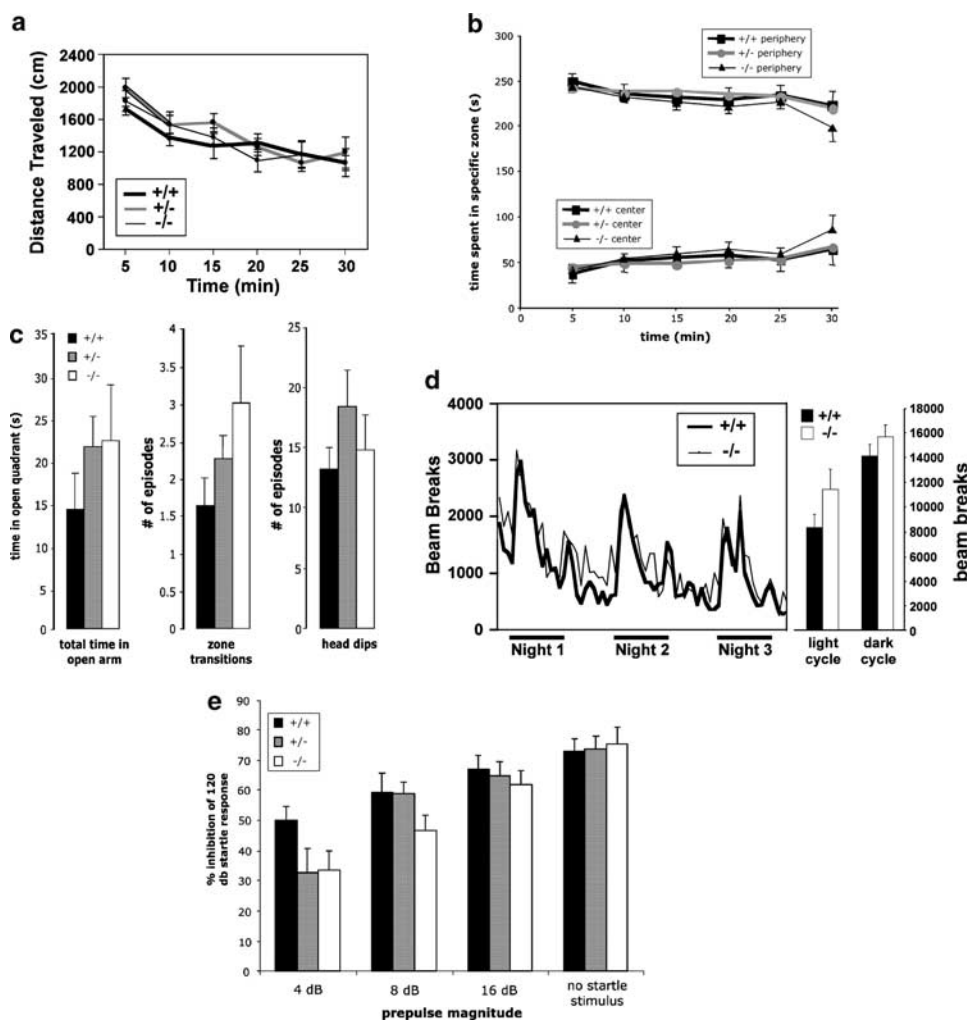 a
Distance Traveled (cm)
2400
2000
1600
1200
800
400
0
+/+
+/-
-/-
5 10 15 20 25 30
Time (min)
b
time spent in specific zone (s)
300
250
200
150
100
50
0
+/+ periphery
+/- periphery
-/- periphery
+/+ center
+/- center
-/- center
0 5 10 15 20 25 30
time (min)
c
time in open quadrant (s)
35
30
25
20
15
10
5
0
+/+
+/-
-/-
total time in
open arm
# of episodes
4
3.5
3
2.5
2
1.5
1
0.5
0
zone
transitions
# of episodes
25
20
15
10
5
0
head dips
d
Beam Breaks
4000
3000
2000
1000
0
+/+
-/-
Night 1 Night 2 Night 3
+/+
-/-
18000
16000
14000
12000
10000
8000
6000
4000
2000
0
beam breaks
light
cycle
dark
cycle
e
% inhibition of 120
db startle response
90
80
70
60
50
40
30
20
10
0
+/+
+/-
-/-
4 dB 8 dB 16 dB no startle
stimulus
prepulse magnitude